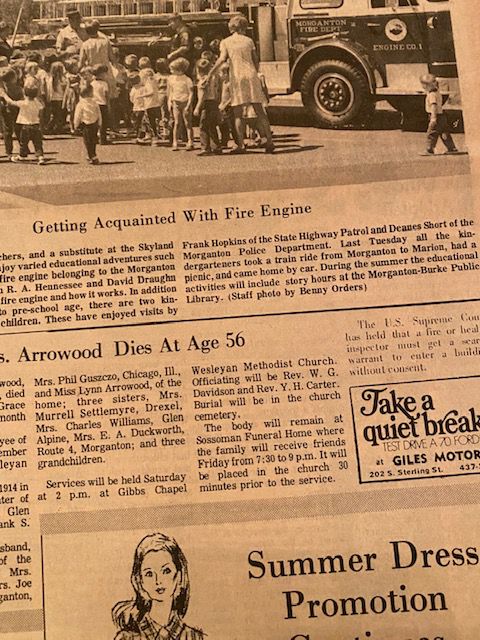 MORGANTON
FIRE DEPT.
ENGINE CO. 1
Getting Acquainted With Fire Engine
chers, and a substitute at the Skyland
joy varied educational adventures such
fire engine belonging to the Morganton
R. A. Hennessee and David Draughn
fire engine and how it works. In addition
to pre-school age, there are two kin-
children. These have enjoyed visits by
Frank Hopkins of the State Highway Patrol and Deanes Short of the
Morganton Police Department. Last Tuesday all the kin-
dergarteners took a train ride from Morganton to Marion, had a
picnic, and came home by car. During the summer the educational
activities will include story hours at the Morganton-Burke Public
Library. (Staff photo by Benny Orders)
s. Arrowood Dies At Age 56
wood,
died
Grace
month
yee of
ember
leyan
1914 in
ter of
Glen
ank S.
sband,
of the
Mrs.
rs. Joe
ganton,
Mrs. Phil Guszczo, Chicago, Ill.,
and Miss Lynn Arrowood, of the
home; three sisters, Mrs.
Murrell Settlemyre, Drexel,
Mrs. Charles Williams, Glen
Alpine, Mrs. E. A. Duckworth,
Route 4, Morganton; and three
grandchildren.
Services will be held Saturday
at 2 p.m. at Gibbs Chapel
Wesleyan Methodist Church.
Officiating will be Rev. W. G.
Davidson and Rev. Y. H. Carter.
Burial will be in the church
cemetery.
The body will remain at
Sossoman Funeral Home where
the family will receive friends
Friday from 7:30 to 9 p.m. It will
be placed in the church 30
minutes prior to the service.
The U.S. Supreme Cou
has held that a fire or heal
inspector must get a sear
warrant to enter a buildi
without consent.
Take a
quiet break
TEST DRIVE A 70 FORD
at GILES MOTOR
202 S. Sterling St. 437-
Summer Dress
Promotion